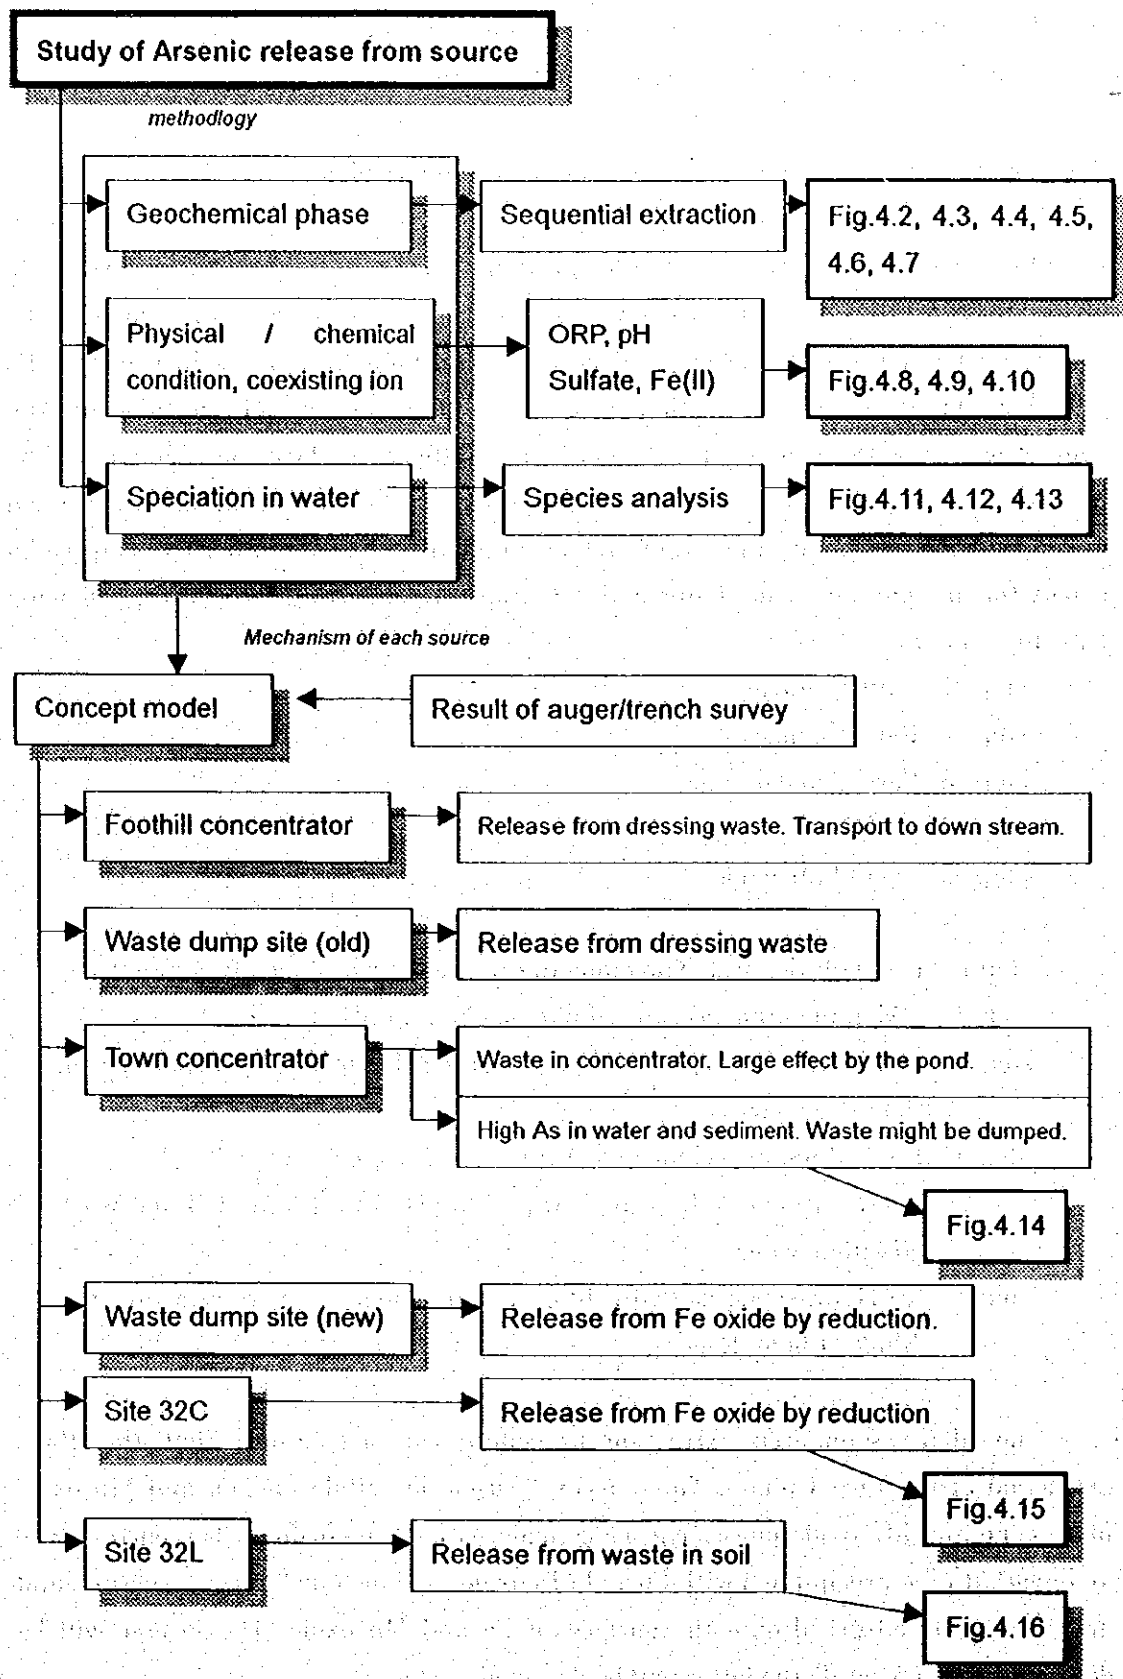 Study of Arsenic release from source
methodlogy
Geochemical phase
Sequential extraction
Fig.4.2, 4.3, 4.4, 4.5,
4.6, 4.7
Physical / chemical
condition, coexisting ion
ORP, pH
Sulfate, Fe(II)
Fig.4.8, 4.9, 4.10
Speciation in water
Species analysis
Fig.4.11, 4.12, 4.13
Mechanism of each source
Concept model
Result of auger/trench survey
Foothill concentrator
Release from dressing waste. Transport to down stream.
Waste dump site (old)
Release from dressing waste
Town concentrator
Waste in concentrator. Large effect by the pond.
High As in water and sediment. Waste might be dumped.
Fig.4.14
Waste dump site (new)
Release from Fe oxide by reduction.
Site 32C
Release from Fe oxide by reduction
Fig.4.15
Site 32L
Release from waste in soil
Fig.4.16